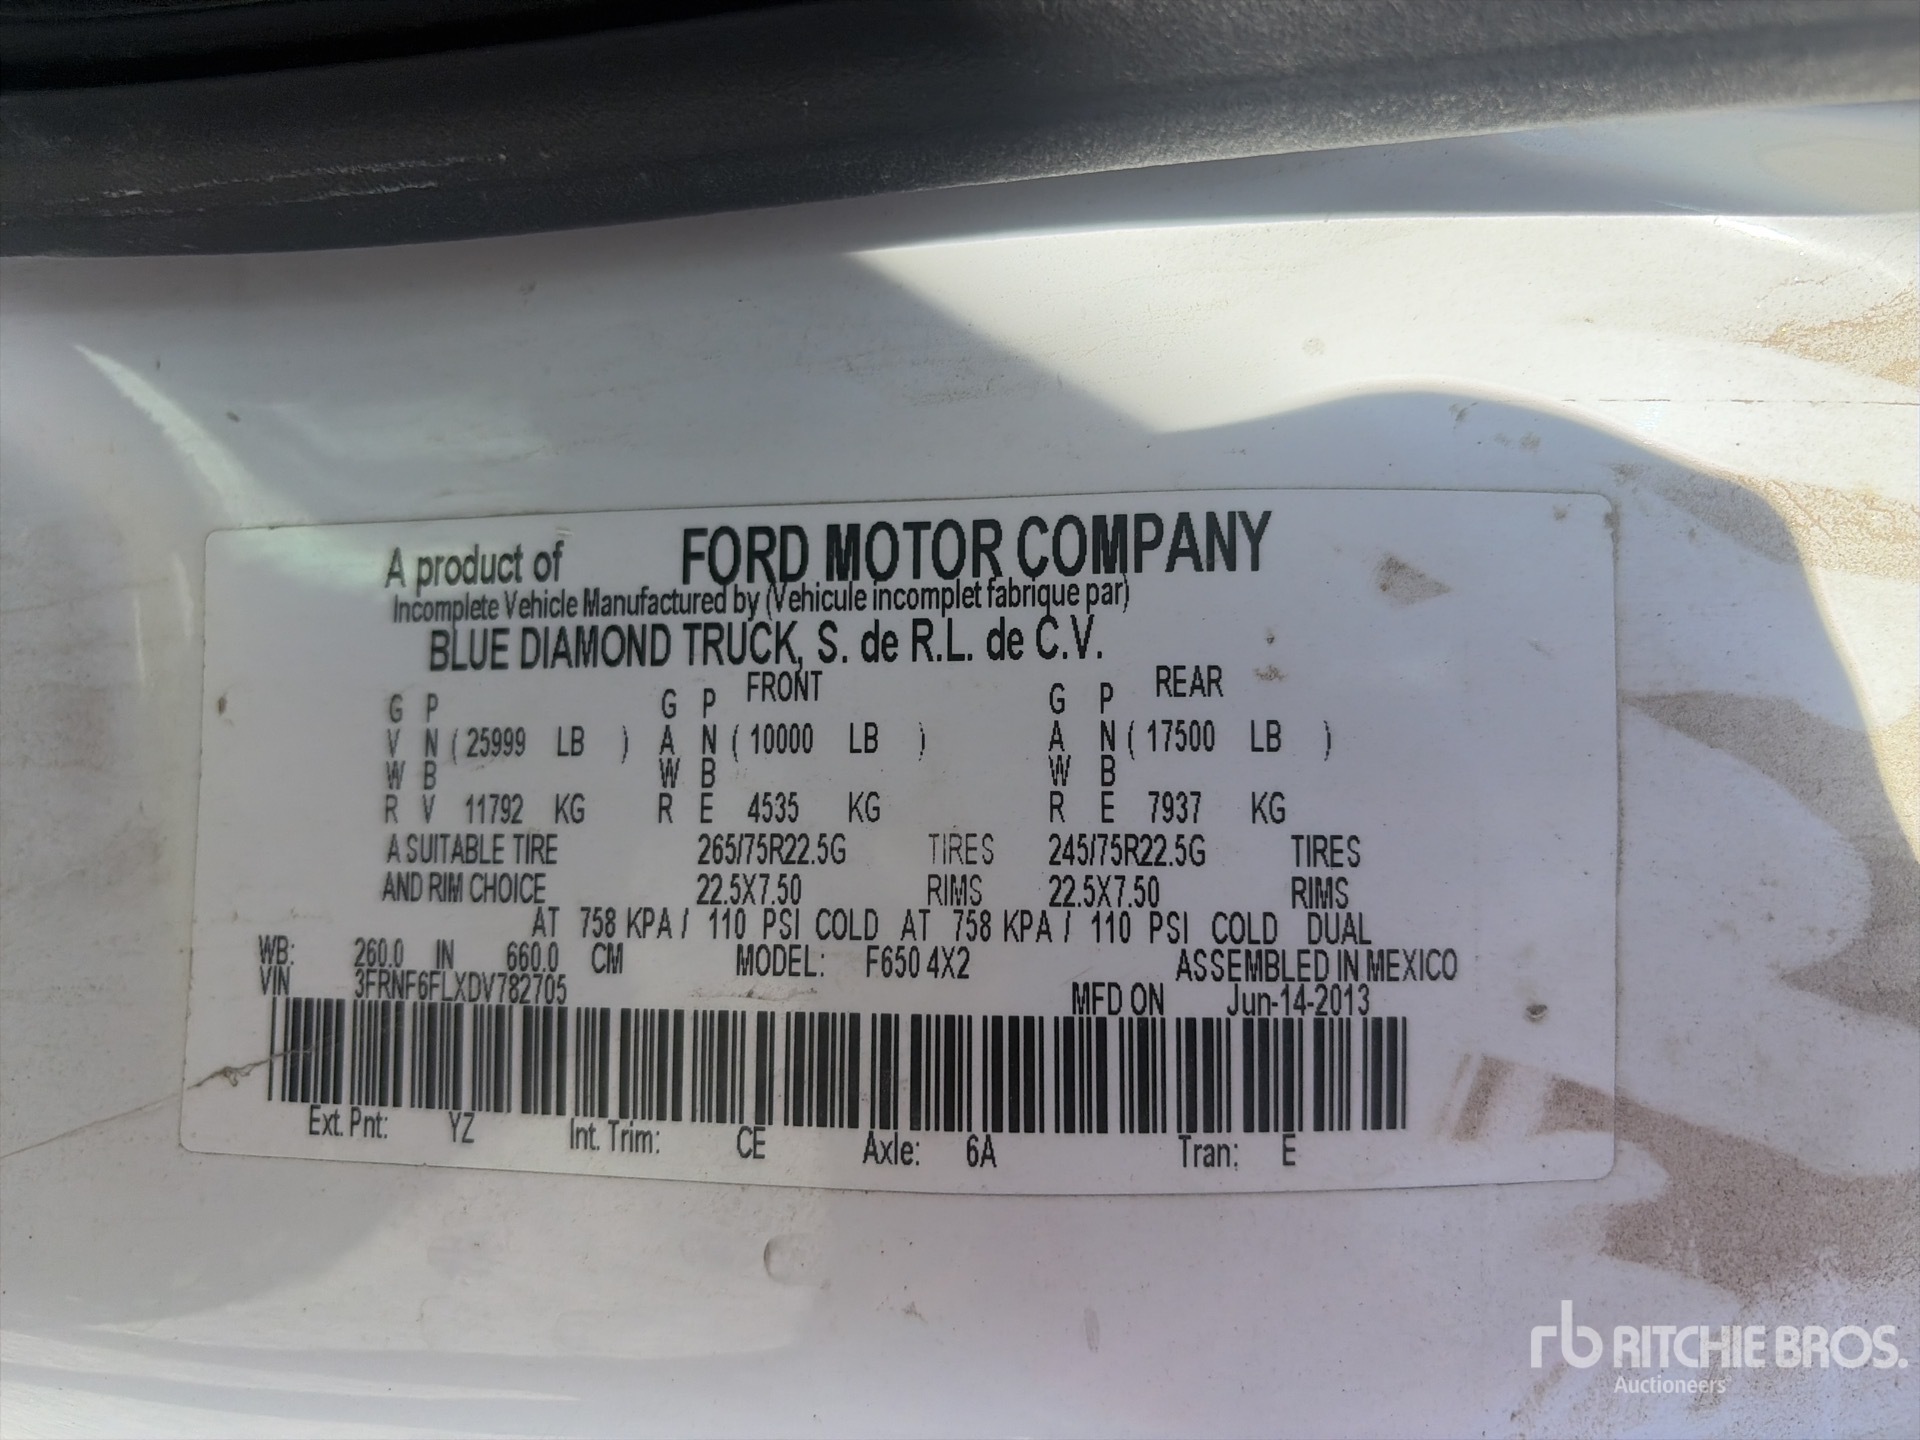 A product of FORD MOTOR COMPANY
Incomplete Vehicle Manufactured by (Vehicule incomplet fabrique par)
BLUE DIAMOND TRUCK, S. de R.L. de C.V.
FRONT REAR
G P G P G P
V N ( 25999 LB ) A N ( 10000 LB ) A N ( 17500 LB )
W B W B W B
R V 11792 KG R E 4535 KG R E 7937 KG
A SUITABLE TIRE 265/75R22.5G TIRES 245/75R22.5G TIRES
AND RIM CHOICE 22.5X7.50 RIMS 22.5X7.50 RIMS
AT 758 KPA / 110 PSI COLD AT 758 KPA / 110 PSI COLD DUAL
WB: 260.0 IN 660.0 CM MODEL: F650 4X2 ASSEMBLED IN MEXICO
VIN 3FRNF6FLXDV782705 MFD ON Jun-14-2013
Ext. Pnt: YZ Int. Trim: CE Axle: 6A Tran: E
rb RITCHIE BROS.
Auctioneers